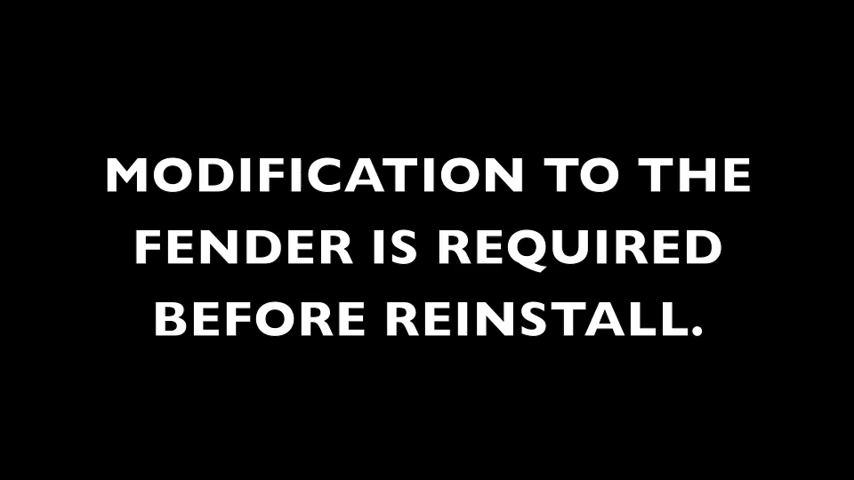 MODIFICATION TO THE
FENDER IS REQUIRED
BEFORE REINSTALL.